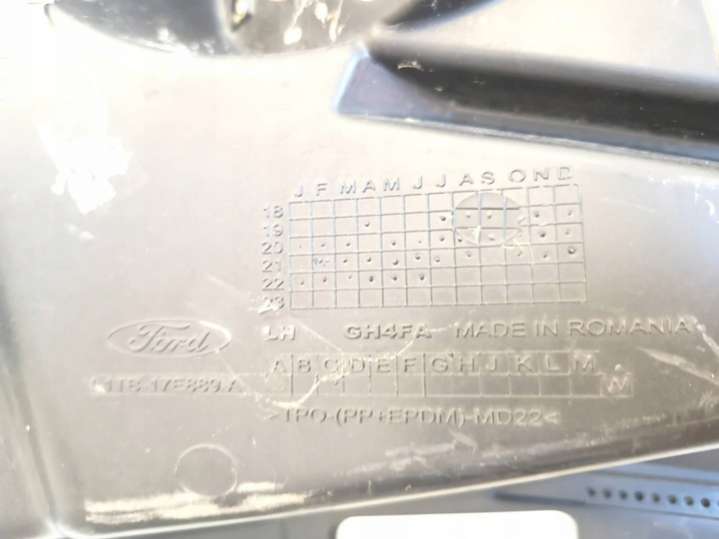 J F M A M J J A S O N D
18
19
20
21
22
23
Ford
LH GH4FA MADE IN ROMANIA
A B C D E F G H J K L M
>TPO-(PP+EPDM)-MD22<